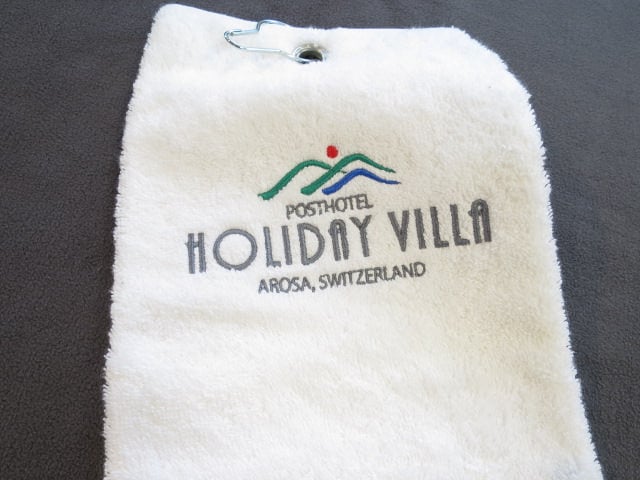 POSTHOTEL
HOLIDAY VILLA
AROSA, SWITZERLAND